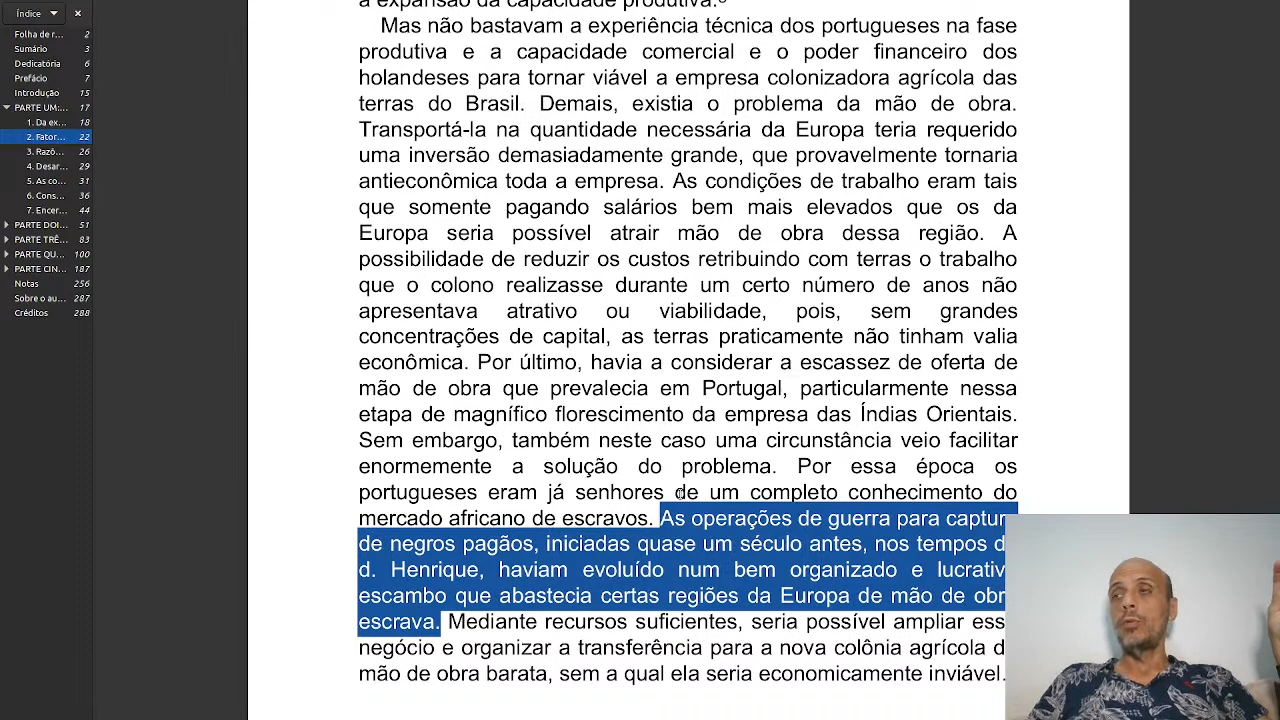 Índice
Folha de r... 2
Sumário 3
Dedicatória 6
Prefácio 7
Introdução 15
PARTE UM:... 17
1. Da ex... 18
2. Fator... 22
3. Razõ... 26
4. Desar... 29
5. As co... 31
6. Cons... 36
7. Encer... 44
PARTE DOI... 51
PARTE TRÊ... 83
PARTE QU... 100
PARTE CIN... 187
Notas 256
Sobre o au... 287
Créditos 288
a expansão da capacidade produtiva.
Mas não bastavam a experiência técnica dos portugueses na fase
produtiva e a capacidade comercial e o poder financeiro dos
holandeses para tornar viável a empresa colonizadora agrícola das
terras do Brasil. Demais, existia o problema da mão de obra.
Transportá-la na quantidade necessária da Europa teria requerido
uma inversão demasiadamente grande, que provavelmente tornaria
antieconômica toda a empresa. As condições de trabalho eram tais
que somente pagando salários bem mais elevados que os da
Europa seria possível atrair mão de obra dessa região. A
possibilidade de reduzir os custos retribuindo com terras o trabalho
que o colono realizasse durante um certo número de anos não
apresentava atrativo ou viabilidade, pois, sem grandes
concentrações de capital, as terras praticamente não tinham valia
econômica. Por último, havia a considerar a escassez de oferta de
mão de obra que prevalecia em Portugal, particularmente nessa
etapa de magnífico florescimento da empresa das Índias Orientais.
Sem embargo, também neste caso uma circunstância veio facilitar
enormemente a solução do problema. Por essa época os
portugueses eram já senhores de um completo conhecimento do
mercado africano de escravos. As operações de guerra para captur
de negros pagãos, iniciadas quase um século antes, nos tempos d
d. Henrique, haviam evoluído num bem organizado e lucrativ
escambo que abastecia certas regiões da Europa de mão de obr
escrava. Mediante recursos suficientes, seria possível ampliar ess
negócio e organizar a transferência para a nova colônia agrícola d
mão de obra barata, sem a qual ela seria economicamente inviável.